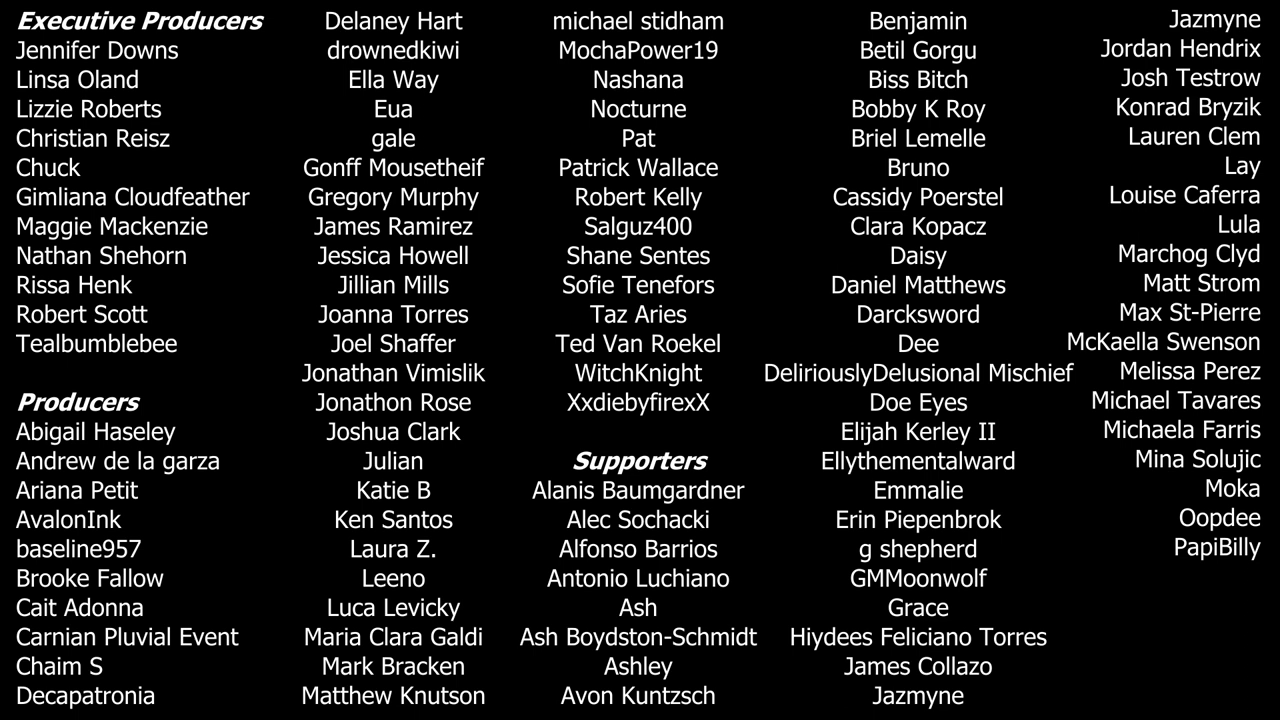 Executive Producers
Jennifer Downs
Linsa Oland
Lizzie Roberts
Christian Reisz
Chuck
Gimliana Cloudfeather
Maggie Mackenzie
Nathan Shehorn
Rissa Henk
Robert Scott
Tealbumblebee
Producers
Abigail Haseley
Andrew de la garza
Ariana Petit
AvalonInk
baseline957
Brooke Fallow
Cait Adonna
Carnian Pluvial Event
Chaim S
Decapatronia
Delaney Hart
drownedkiwi
Ella Way
Eua
gale
Gonff Mousetheif
Gregory Murphy
James Ramirez
Jessica Howell
Jillian Mills
Joanna Torres
Joel Shaffer
Jonathan Vimislik
Jonathon Rose
Joshua Clark
Julian
Katie B
Ken Santos
Laura Z.
Leeno
Luca Levicky
Maria Clara Galdi
Mark Bracken
Matthew Knutson
michael stidham
MochaPower19
Nashana
Nocturne
Pat
Patrick Wallace
Robert Kelly
Salguz400
Shane Sentes
Sofie Tenefors
Taz Aries
Ted Van Roekel
WitchKnight
XxdiebyfirexX
Supporters
Alanis Baumgardner
Alec Sochacki
Alfonso Barrios
Antonio Luchiano
Ash
Ash Boydston-Schmidt
Ashley
Avon Kuntzsch
Benjamin
Betil Gorgu
Biss Bitch
Bobby K Roy
Briel Lemelle
Bruno
Cassidy Poerstel
Clara Kopacz
Daisy
Daniel Matthews
Darcksword
Dee
DeliriouslyDelusional Mischief
Doe Eyes
Elijah Kerley II
Ellythementalward
Emmalie
Erin Piepenbrok
g shepherd
GMMoonwolf
Grace
Hiydees Feliciano Torres
James Collazo
Jazmyne
Jazmyne
Jordan Hendrix
Josh Testrow
Konrad Bryzik
Lauren Clem
Lay
Louise Caferra
Lula
Marchog Clyd
Matt Strom
Max St-Pierre
McKaella Swenson
Melissa Perez
Michael Tavares
Michaela Farris
Mina Solujic
Moka
Oopdee
PapiBilly